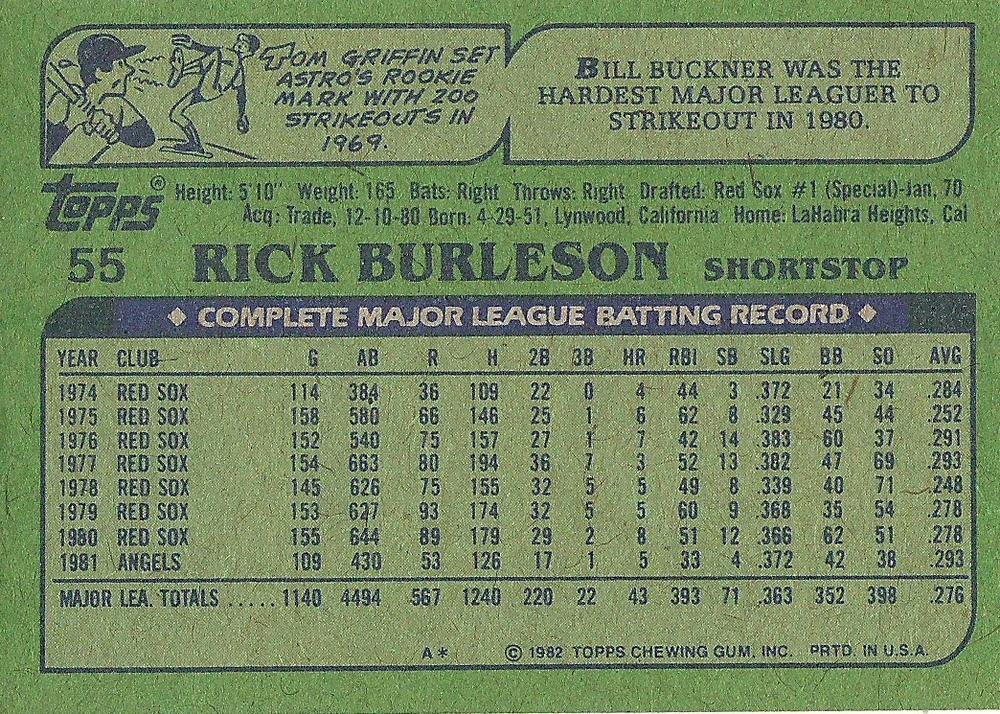 TOM GRIFFIN SET
ASTRO'S ROOKIE
MARK WITH 200
STRIKEOUTS IN
1969.
BILL BUCKNER WAS THE
HARDEST MAJOR LEAGUER TO
STRIKEOUT IN 1980.
Topps® Height: 5'10" Weight: 165 Bats: Right Throws: Right Drafted: Red Sox #1 (Special)-Jan, 70
Acq: Trade, 12-10-80 Born: 4-29-51, Lynwood, California Home: LaHabra Heights, Cal
55 RICK BURLESON SHORTSTOP
◆ COMPLETE MAJOR LEAGUE BATTING RECORD ◆
YEAR CLUB G AB R H 2B 3B HR RBI SB SLG BB SO AVG
1974 RED SOX 114 384 36 109 22 0 4 44 3 .372 21 34 .284
1975 RED SOX 158 580 66 146 25 1 6 62 8 .329 45 44 .252
1976 RED SOX 152 540 75 157 27 1 7 42 14 .383 60 37 .291
1977 RED SOX 154 663 80 194 36 7 3 52 13 .382 47 69 .293
1978 RED SOX 145 626 75 155 32 5 5 49 8 .339 40 71 .248
1979 RED SOX 153 627 93 174 32 5 5 60 9 .368 35 54 .278
1980 RED SOX 155 644 89 179 29 2 8 51 12 .366 62 51 .278
1981 ANGELS 109 430 53 126 17 1 5 33 4 .372 42 38 .293
MAJOR LEA. TOTALS ..... 1140 4494 567 1240 220 22 43 393 71 .363 352 398 .276
A* © 1982 TOPPS CHEWING GUM, INC. PRTD. IN U.S.A.